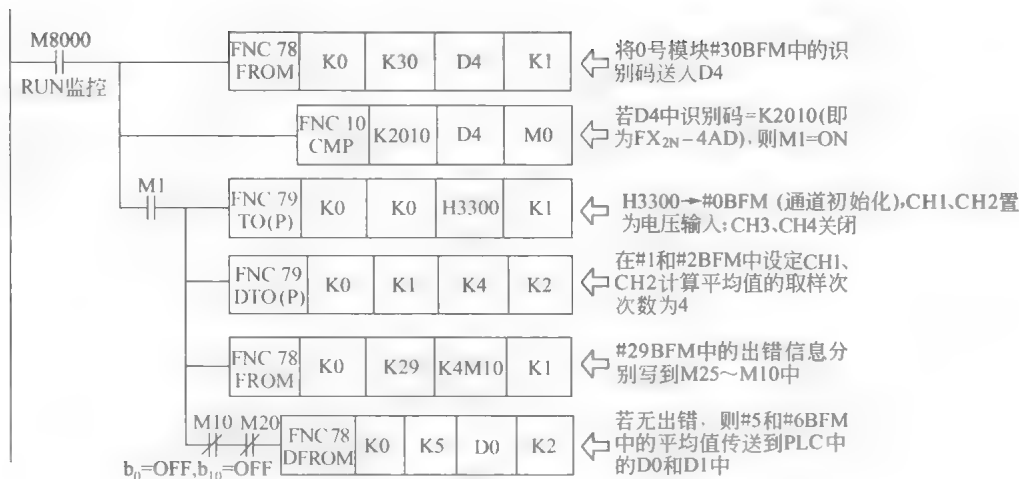 M8000
RUN监控
FNC 78
FROM
K0
K30
D4
K1
将0号模块#30BFM中的识
别码送入D4
FNC 10
CMP
K2010
D4
M0
若D4中识别码=K2010(即
为FX2N-4AD),则M1=ON
M1
FNC 79
TO(P)
K0
K0
H3300
K1
H3300→#0BFM (通道初始化),CH1、CH2置
为电压输入;CH3、CH4关闭
FNC 79
DTO(P)
K0
K1
K4
K2
在#1和#2BFM中设定CH1、
CH2计算平均值的取样次
次数为4
FNC 78
FROM
K0
K29
K4M10
K1
#29BFM中的出错信息分
别写到M25～M10中
M10 M20
b0=OFF,b10=OFF
FNC 78
DFROM
K0
K5
D0
K2
若无出错,则#5和#6BFM
中的平均值传送到PLC中
的D0和D1中